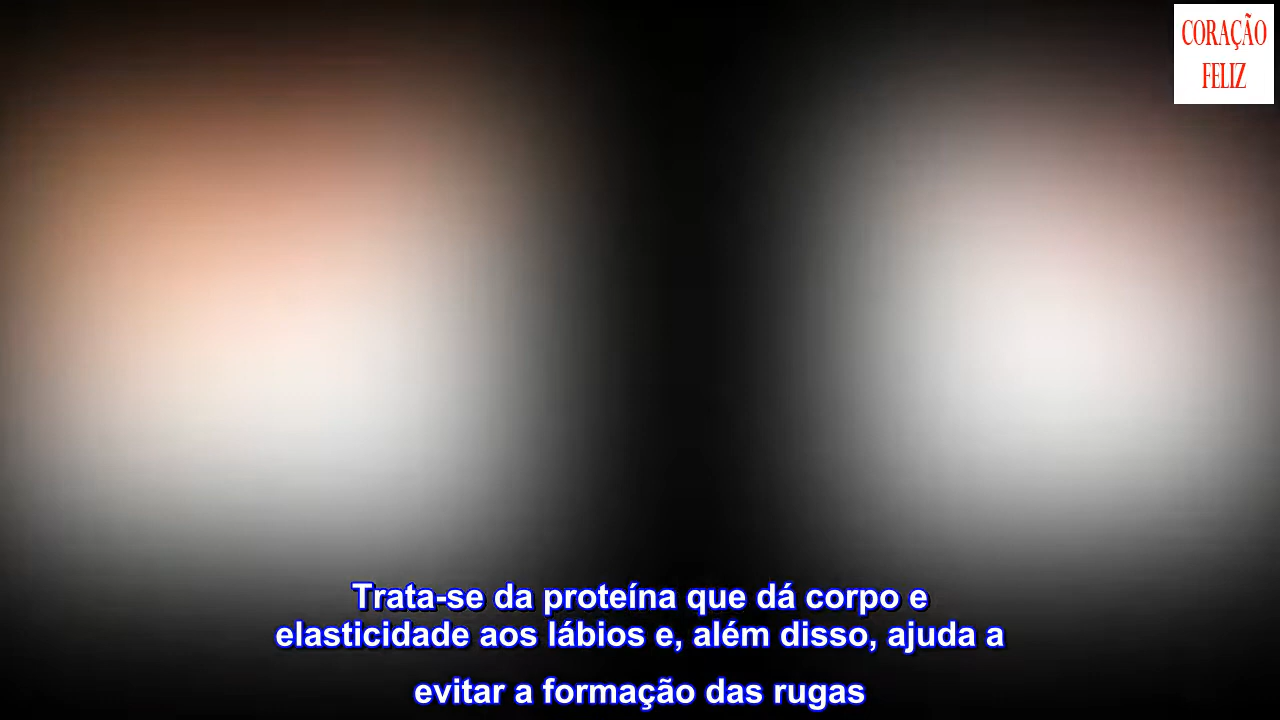 CORAÇÃO
FELIZ
Trata-se da proteína que dá corpo e
elasticidade aos lábios e, além disso, ajuda a
evitar a formação das rugas